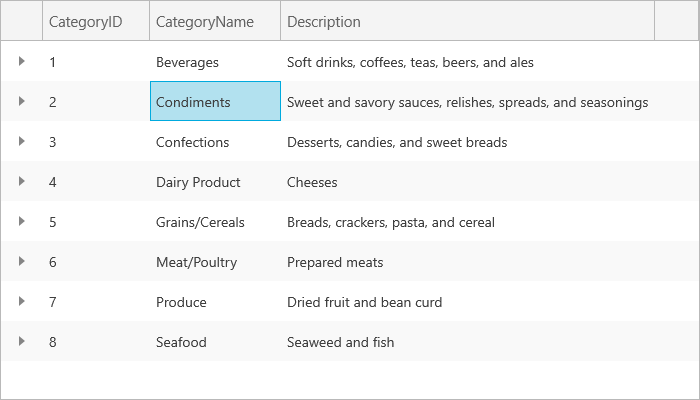 CategoryID CategoryName Description
1 Beverages Soft drinks, coffees, teas, beers, and ales
2 Condiments Sweet and savory sauces, relishes, spreads, and seasonings
3 Confections Desserts, candies, and sweet breads
4 Dairy Product Cheeses
5 Grains/Cereals Breads, crackers, pasta, and cereal
6 Meat/Poultry Prepared meats
7 Produce Dried fruit and bean curd
8 Seafood Seaweed and fish